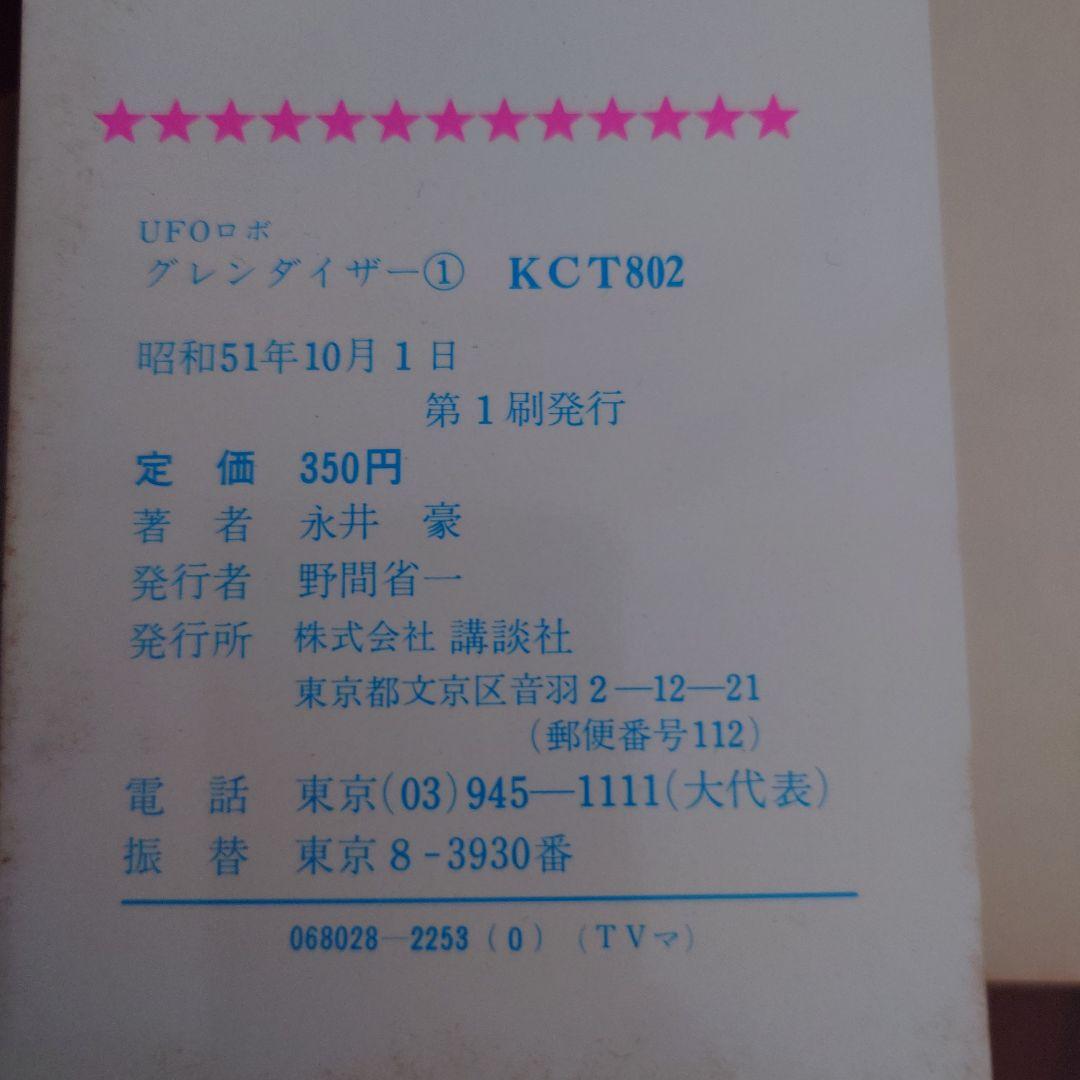 ★★★★★★★★★★★★★
UFOロボ
グレンダイザー① KCT802
昭和51年10月1日
第1刷発行
定 価 350円
著 者 永井 豪
発行者 野間省一
発行所 株式会社 講談社
東京都文京区音羽2—12—21
(郵便番号112)
電 話 東京(03)945—1111(大代表)
振 替 東京8-3930番
068028—2253(0)(TVマ)